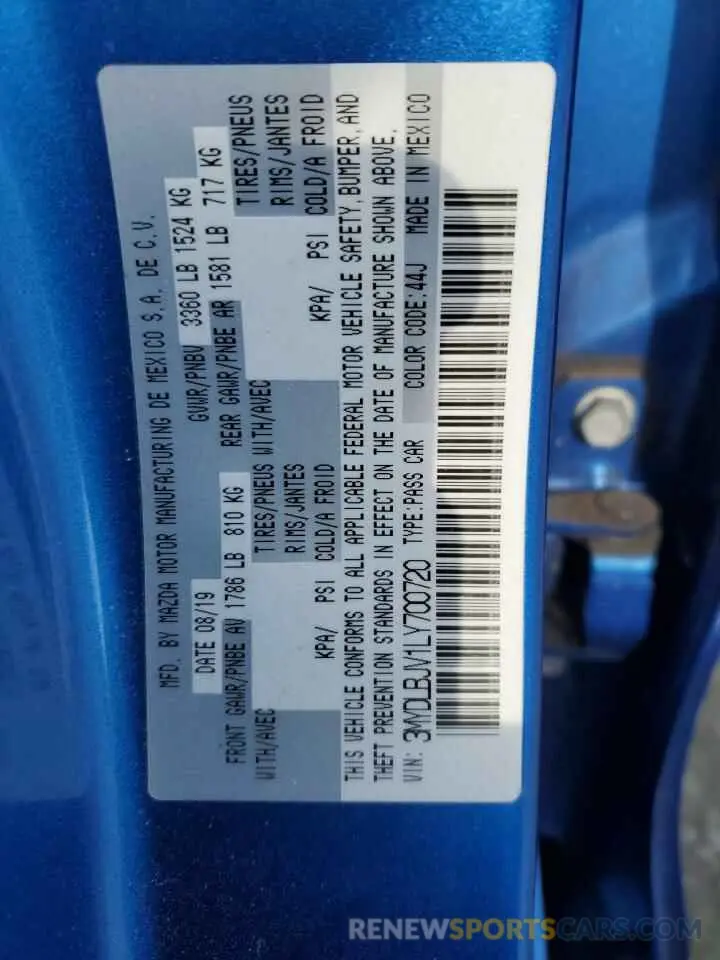 MFD. BY MAZDA MOTOR MANUFACTURING DE MEXICO S.A. DE C.V.
DATE 08/19 GVWR/PNBV 3360 LB 1524 KG
FRONT GAWR/PNBE AV 1786 LB 810 KG REAR GAWR/PNBE AR 1581 LB 717 KG
WITH/AVEC TIRES/PNEUS WITH/AVEC TIRES/PNEUS
RIMS/JANTES RIMS/JANTES
KPA/ PSI COLD/A FROID KPA/ PSI COLD/A FROID
THIS VEHICLE CONFORMS TO ALL APPLICABLE FEDERAL MOTOR VEHICLE SAFETY, BUMPER, AND
THEFT PREVENTION STANDARDS IN EFFECT ON THE DATE OF MANUFACTURE SHOWN ABOVE.
VIN: 3MYDLBJV1LY700720 TYPE:PASS CAR COLOR CODE:44J MADE IN MEXICO
RENEWSPORTSCARS.COM